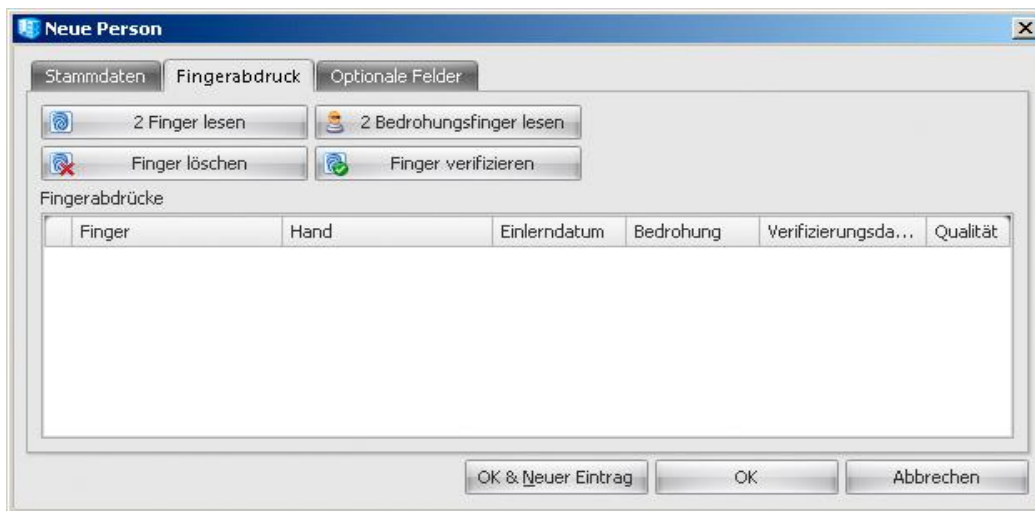 Neue Person
Stammdaten Fingerabdruck Optionale Felder
2 Finger lesen 2 Bedrohungsfinger lesen
Finger löschen Finger verifizieren
Fingerabdrücke
Finger Hand Einlerndatum Bedrohung Verifizierungsda... Qualität
OK & Neuer Eintrag OK Abbrechen